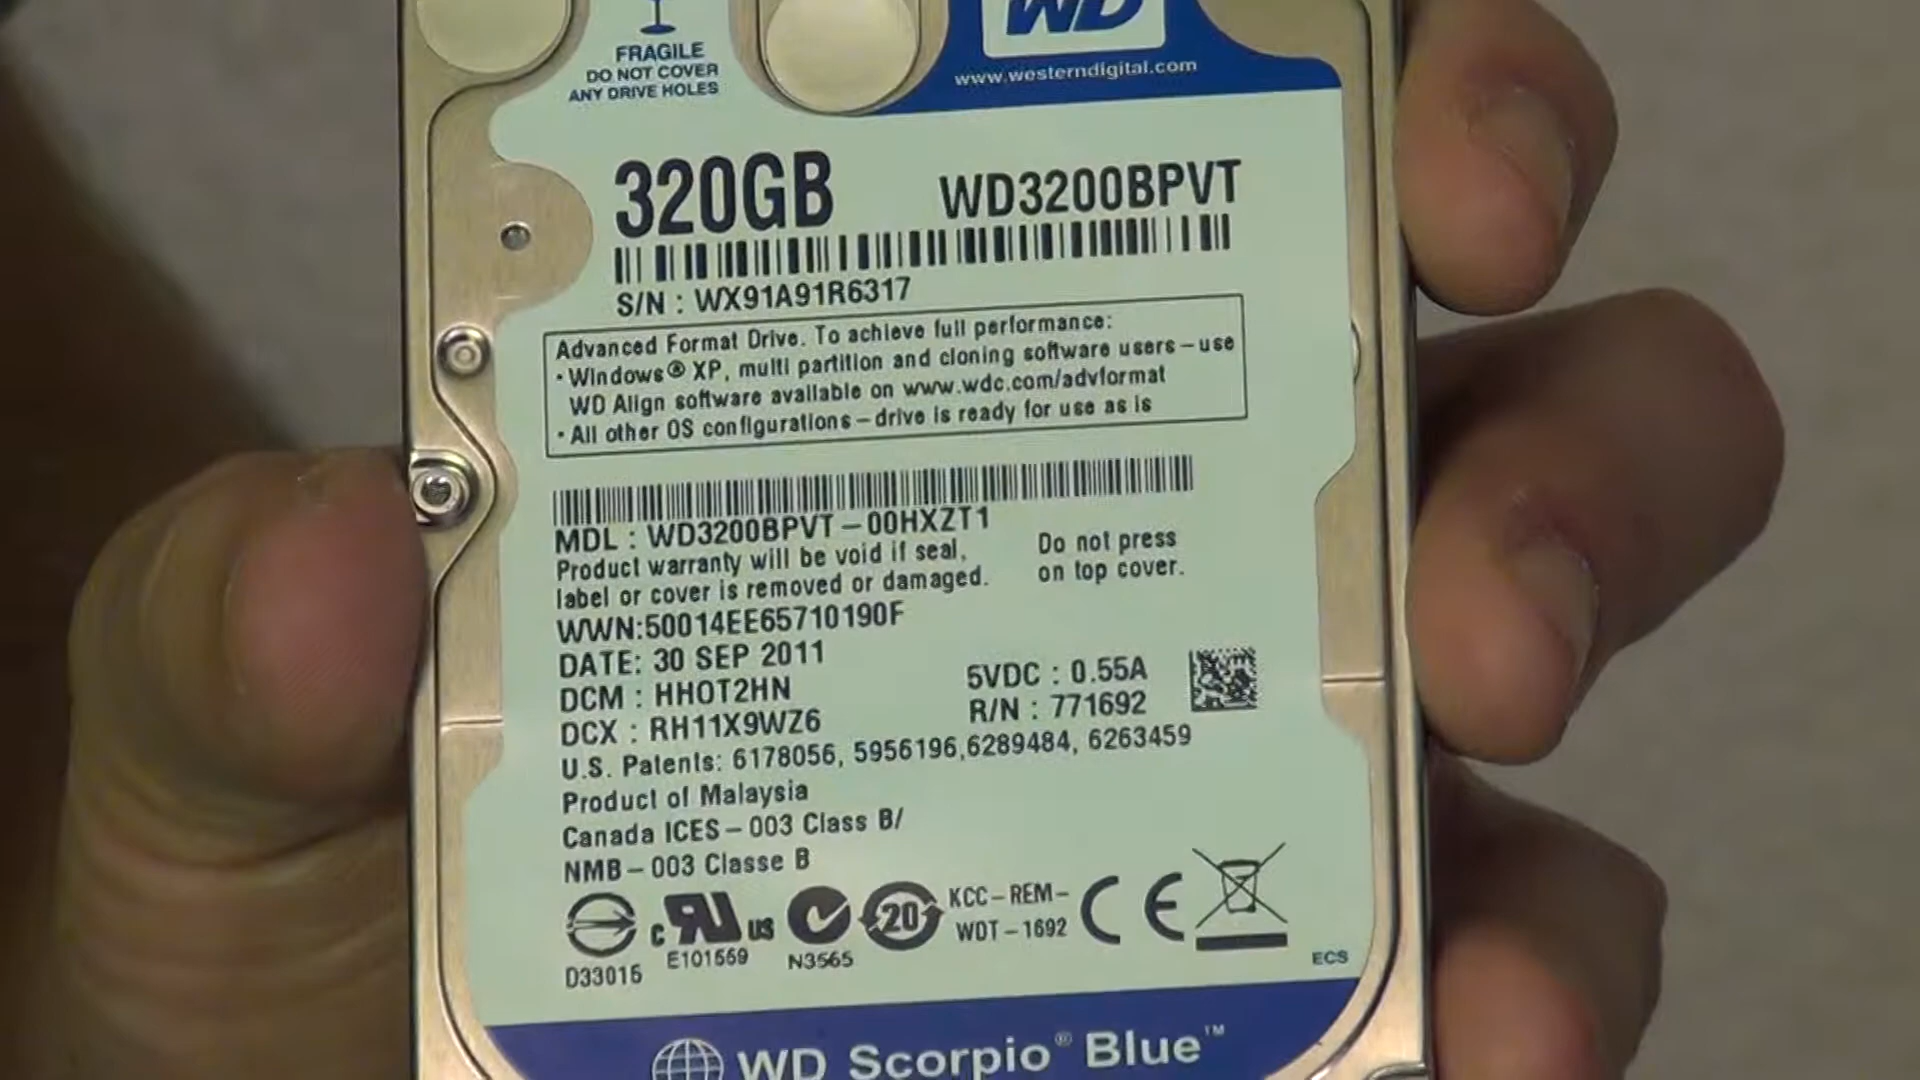 FRAGILE
DO NOT COVER
ANY DRIVE HOLES
WD
www.westerndigital.com
320GB WD3200BPVT
S/N : WX91A91R6317
Advanced Format Drive. To achieve full performance:
• Windows® XP, multi partition and cloning software users – use
WD Align software available on www.wdc.com/advformat
• All other OS configurations – drive is ready for use as is
MDL : WD3200BPVT – 00HXZT1
Product warranty will be void if seal,
label or cover is removed or damaged.
Do not press
on top cover.
WWN:50014EE65710190F
DATE: 30 SEP 2011
DCM : HHOT2HN
DCX : RH11X9WZ6
5VDC : 0.55A
R/N : 771692
U.S. Patents: 6178056, 5956196,6289484, 6263459
Product of Malaysia
Canada ICES – 003 Class B/
NMB – 003 Classe B
D33015
c UR US
E101559
N3565
20
KCC – REM –
WDT – 1692
CE
ECS
WD Scorpio® Blue™